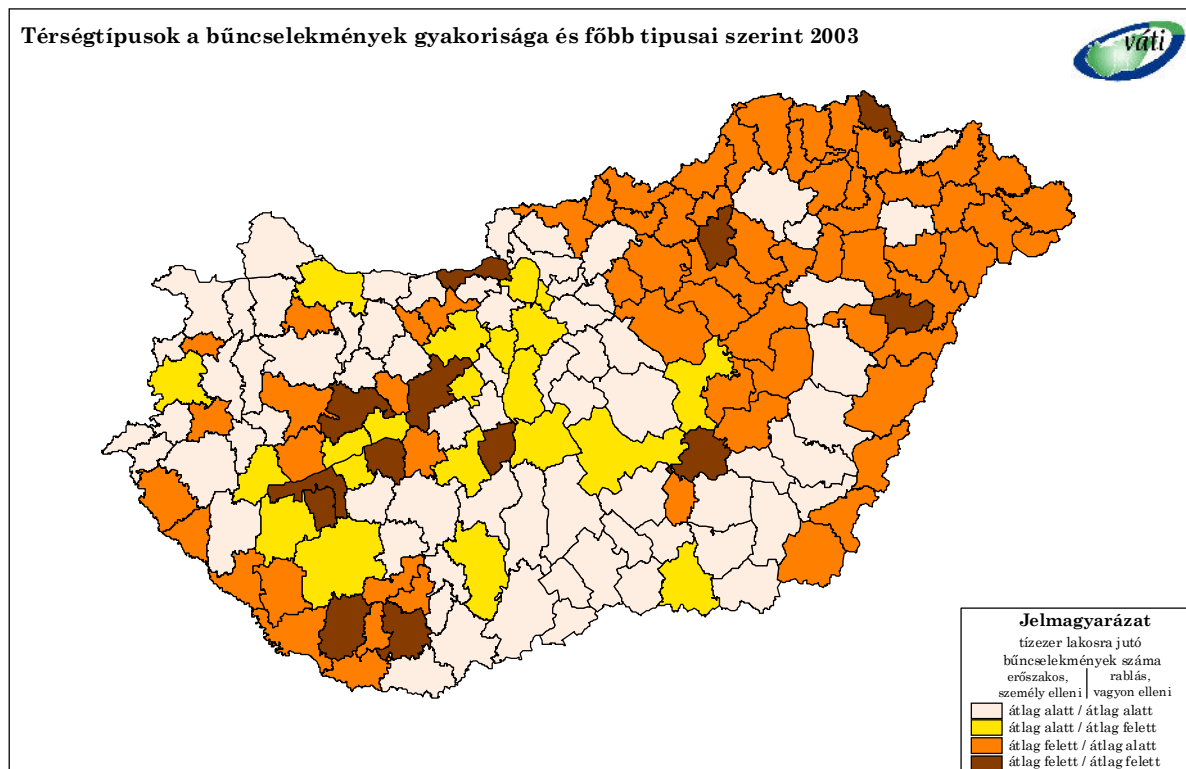 Térségtípusok a bűncselekmények gyakorisága és főbb tipusai szerint 2003
váti
Jelmagyarázat
tízezer lakosra jutó
bűncselekmények száma
erőszakos, rablás,
személy elleni vagyon elleni
átlag alatt / átlag alatt
átlag alatt / átlag felett
átlag felett / átlag alatt
átlag felett / átlag felett